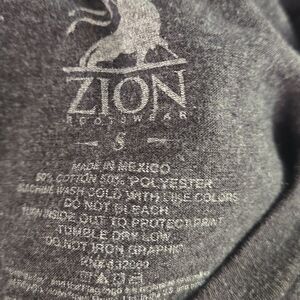 ZION
ROOTSWEAR
S
MADE IN MEXICO
50% COTTON 50% POLYESTER
MACHINE WASH COLD WITH LIKE COLORS
DO NOT BLEACH
TURN INSIDE OUT TO PROTECT PRINT
TUMBLE DRY LOW
DO NOT IRON GRAPHIC